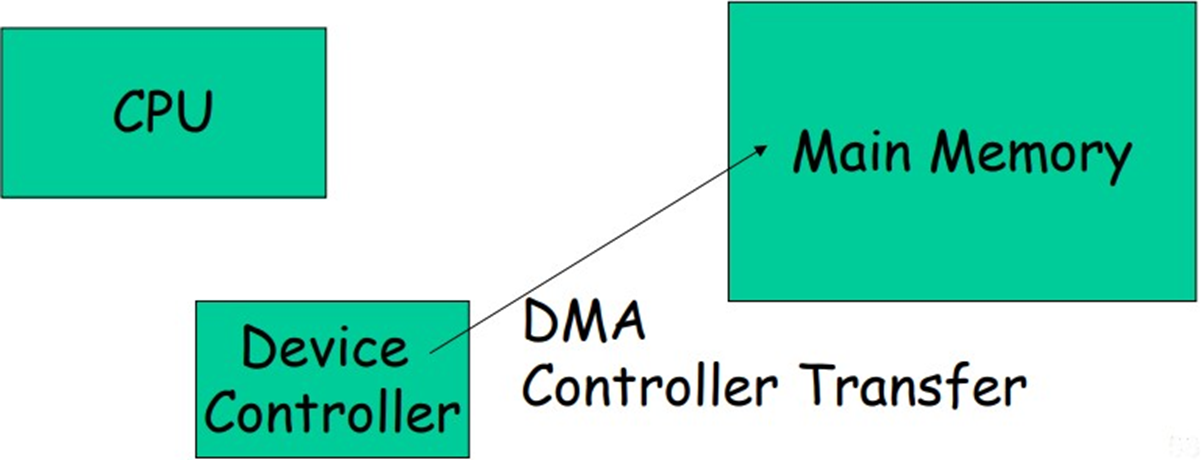 CPU
Main Memory
Device
Controller
DMA
Controller Transfer